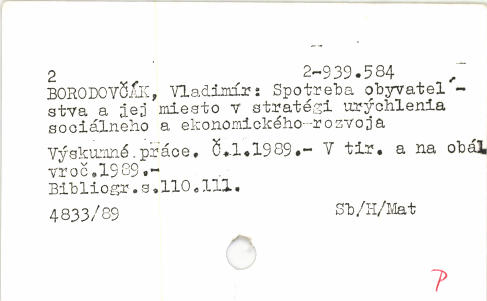 2 2-939.584
BORODOVČÁK, Vladimír: Spotreba obyvateľ-
stva a jej miesto v stratégi urýchlenia
sociálneho a ekonomického rozvoja
Výskumné práce. Č.1.1989.- V tir. a na obál
vroč.1989.-
Bibliogr.s.110.111.
4833/89 Sb/H/Mat
P